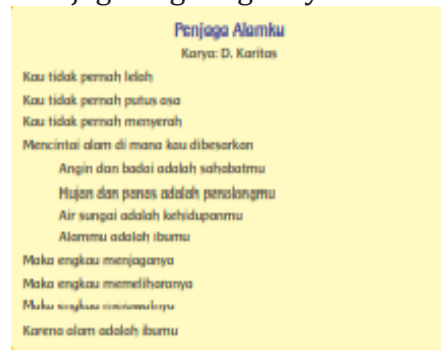 Penjaga Alamku
Karya: D. Karitas
Kau tidak pernah lelah
Kau tidak pernah putus asa
Kau tidak pernah menyerah
Mencintai alam di mana kau dibesarkan
Angin dan badai adalah sahabatmu
Hujan dan panas adalah penolongmu
Air sungai adalah kehidupanmu
Alammu adalah ibumu
Maka engkau menjaganya
Maka engkau memeliharanya
Maka engkau
Karena alam adalah ibumu